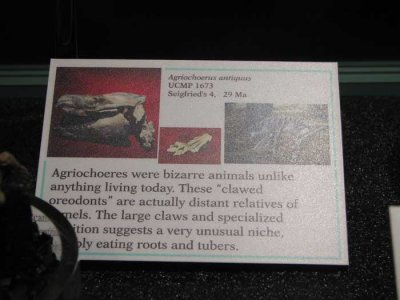 Agriochoerus antiquus
UCMP 1673
Seigfried's 4, 29 Ma
Agriochoeres were bizarre animals unlike
anything living today. These "clawed
oreodonts" are actually distant relatives of
mels. The large claws and specialized
ition suggests a very unusual niche,
bly eating roots and tubers.